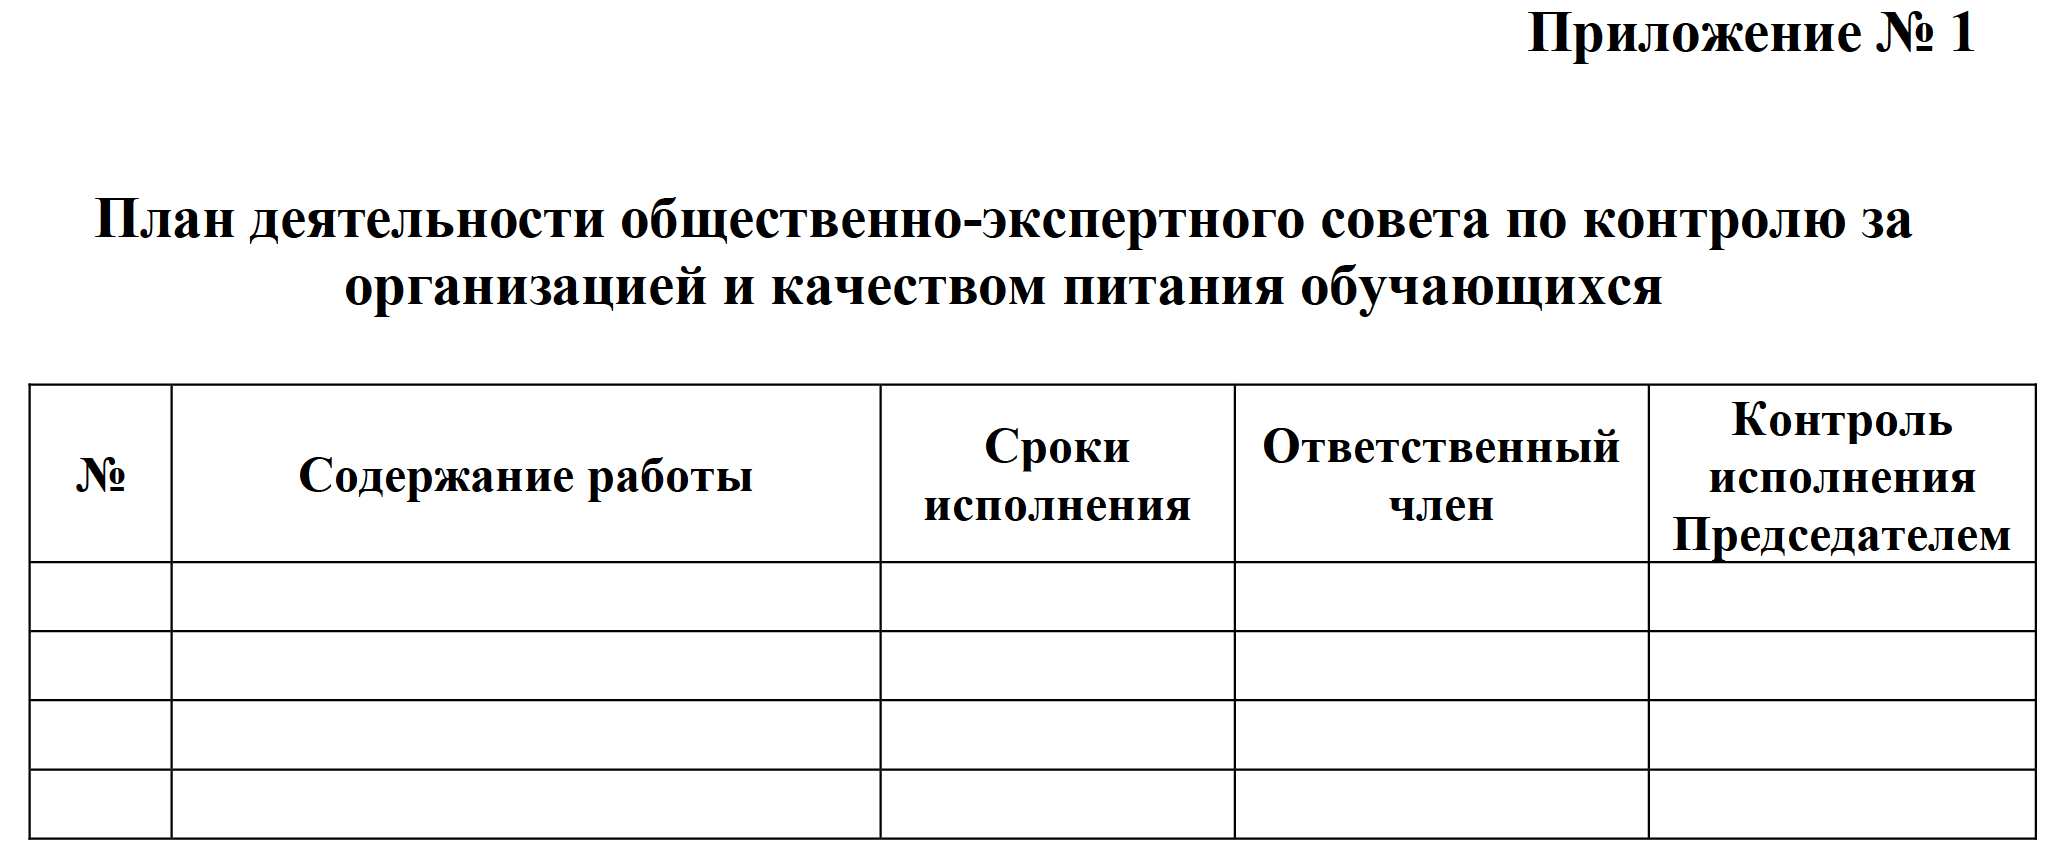 Приложение № 1
План деятельности общественно-экспертного совета по контролю за
организацией и качеством питания обучающихся
№
Содержание работы
Сроки
исполнения
Ответственный
член
Контроль
исполнения
Председателем